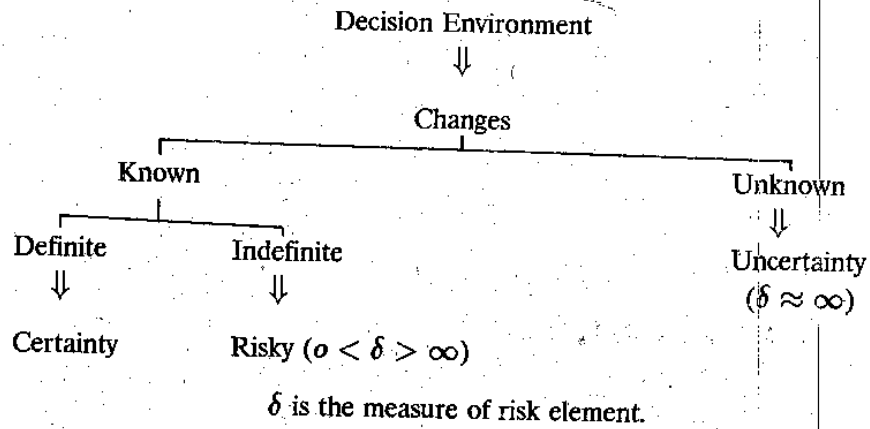 Decision Environment
⇓
Changes
Known
Unknown
⇓
Definite Indefinite
⇓ ⇓
Uncertainty
(δ ≈ ∞)
Certainty Risky (o < δ > ∞)
δ is the measure of risk element.